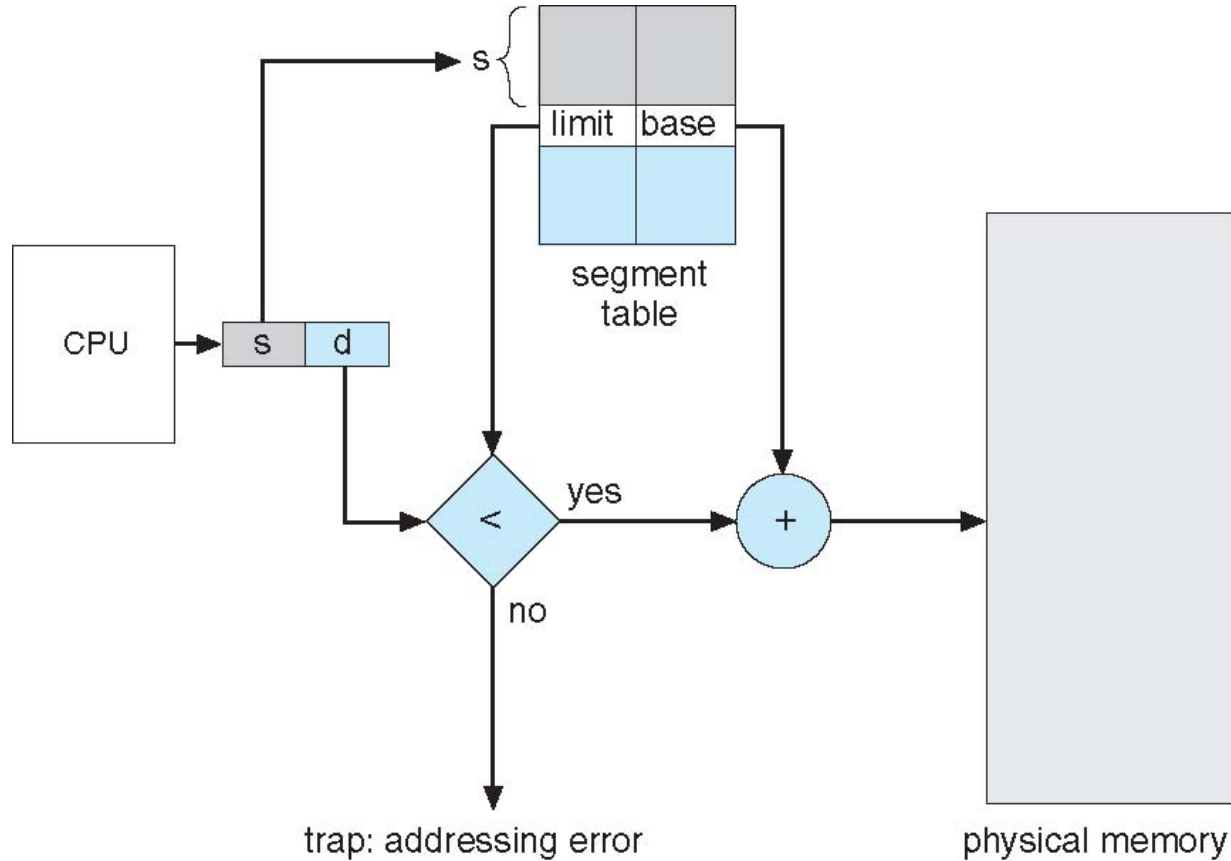 s
limit base
segment
table
CPU
s d
<
yes
+
no
trap: addressing error
physical memory